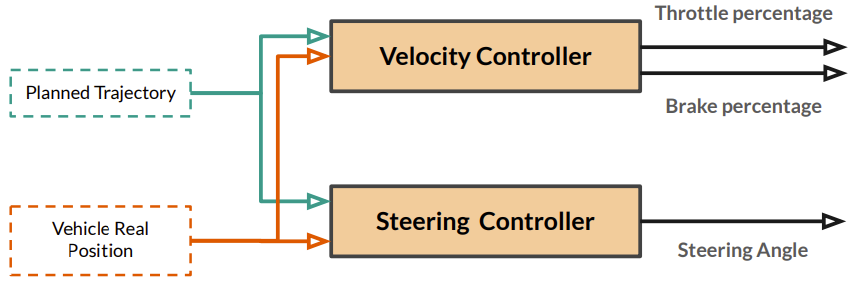 Throttle percentage
Velocity Controller
Planned Trajectory
Brake percentage
Steering Controller
Vehicle Real
Position
Steering Angle